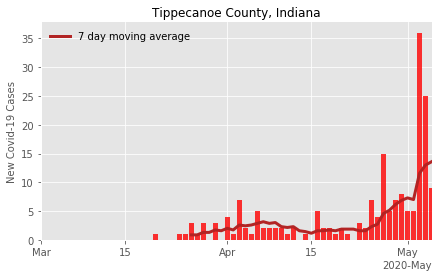 Tippecanoe County, Indiana
7 day moving average
New Covid-19 Cases
35
30
25
20
15
10
5
0
Mar 15 Apr 15 May
2020-May